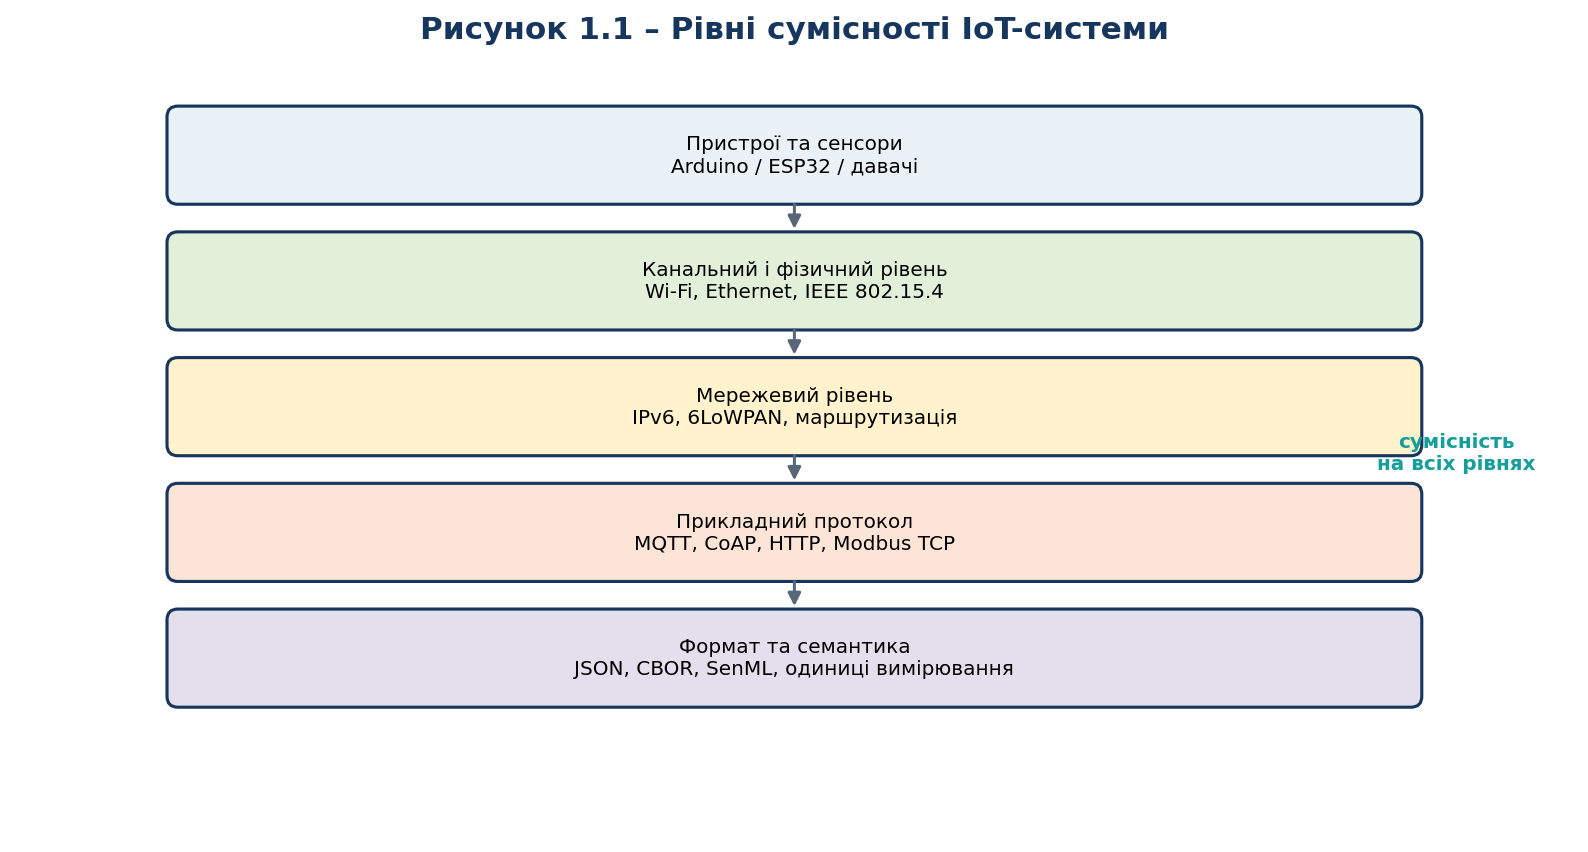 Рисунок 1.1 – Рівні сумісності IoT-системи
Пристрої та сенсори
Arduino / ESP32 / давачі
Канальний і фізичний рівень
Wi-Fi, Ethernet, IEEE 802.15.4
Мережевий рівень
IPv6, 6LoWPAN, маршрутизація
сумісність
на всіх рівнях
Прикладний протокол
MQTT, CoAP, HTTP, Modbus TCP
Формат та семантика
JSON, CBOR, SenML, одиниці вимірювання